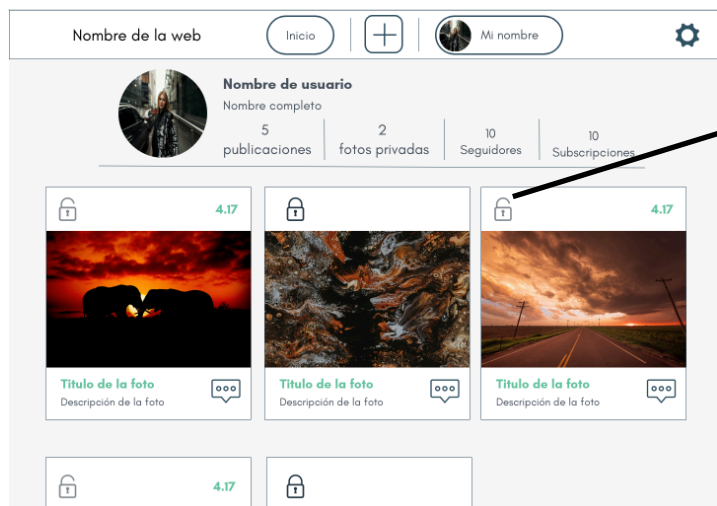 Nombre de la web
Inicio
Mi nombre
Nombre de usuario
Nombre completo
5
publicaciones
2
fotos privadas
10
Seguidores
10
Subscripciones
4.17
4.17
Titulo de la foto
Descripción de la foto
Titulo de la foto
Descripción de la foto
Titulo de la foto
Descripción de la foto
4.17